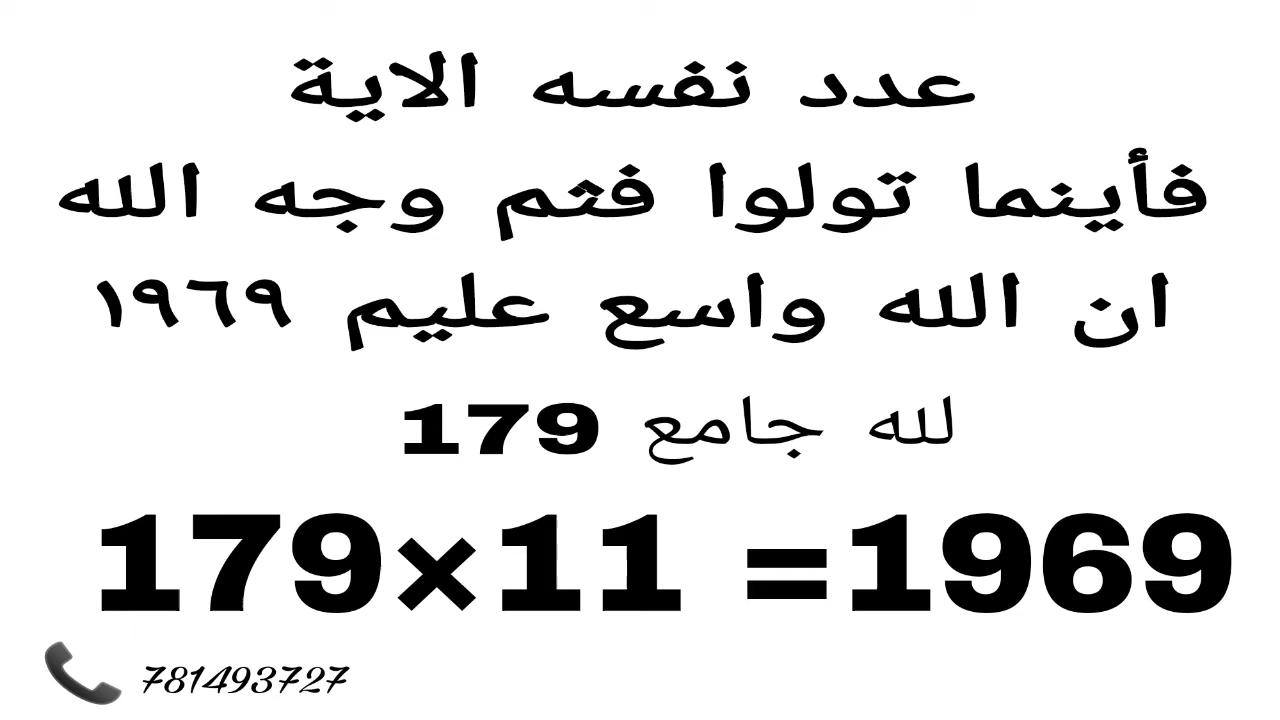 عدد نفسه الاية
فأينما تولوا فثم وجه الله
ان الله واسع عليم ١٩٦٩
لله جامع 179
179×11 =1969
781493727